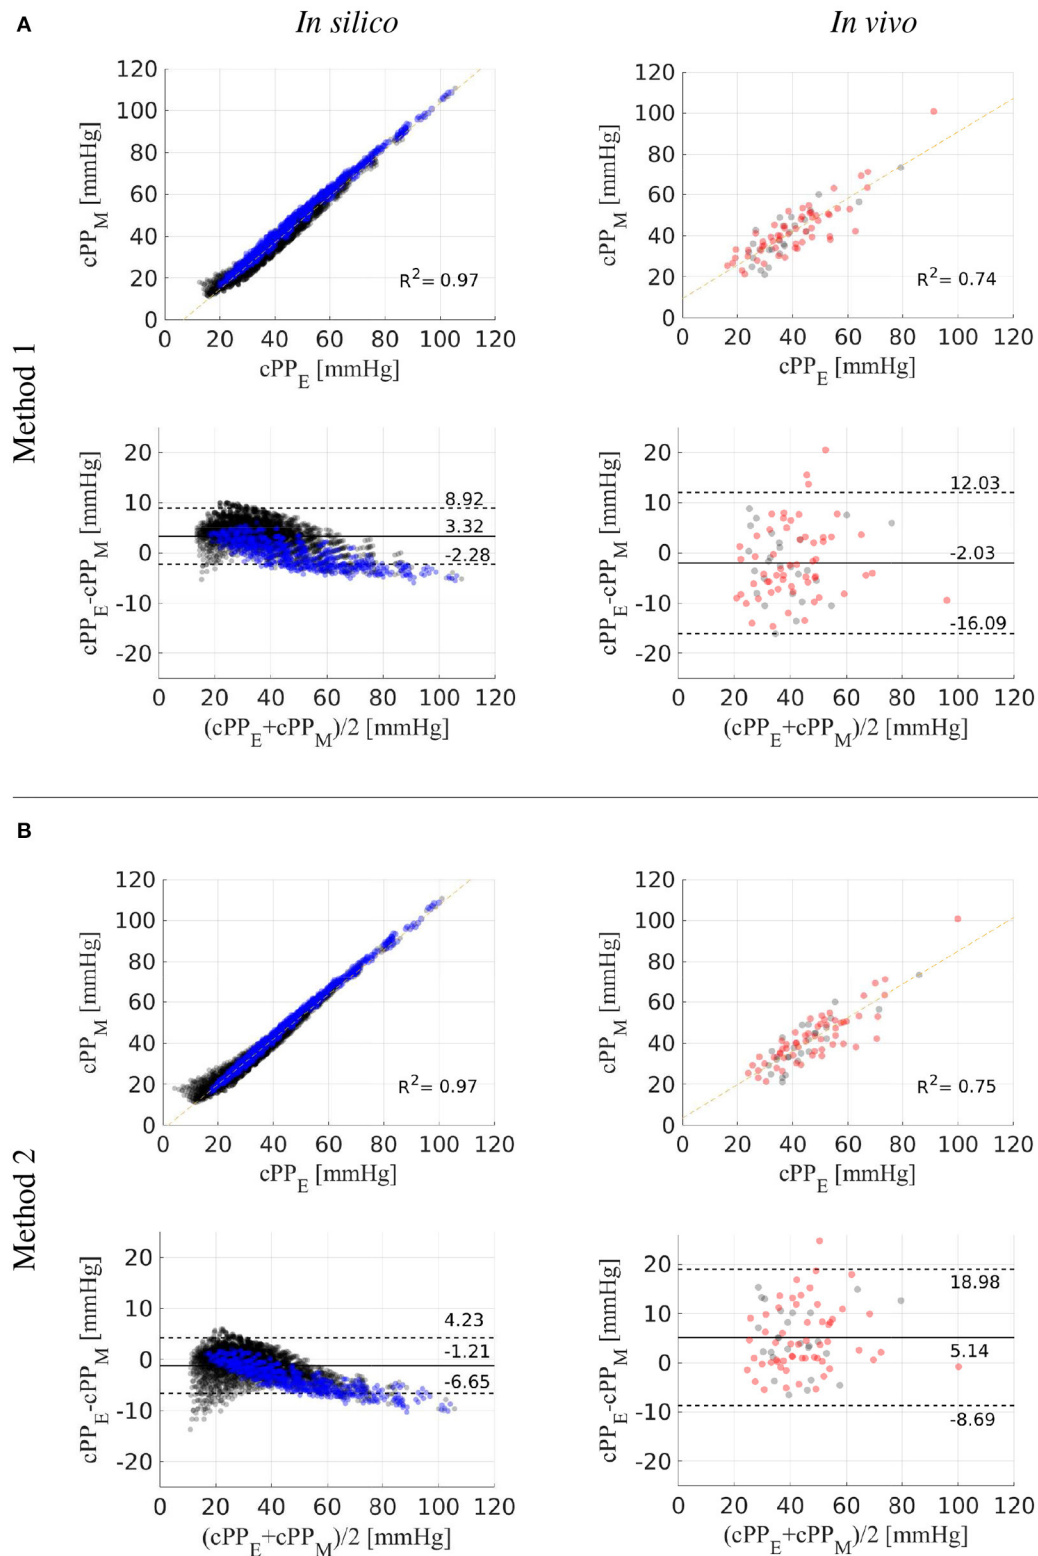 A
In silico
In vivo
Method 1
120
100
80
60
40
20
0
cPP_M [mmHg]
R²= 0.97
0 20 40 60 80 100 120
cPP_E [mmHg]
120
100
80
60
40
20
0
cPP_M [mmHg]
R²= 0.74
0 20 40 60 80 100 120
cPP_E [mmHg]
20
10
0
-10
-20
cPP_E-cPP_M [mmHg]
8.92
3.32
-2.28
0 20 40 60 80 100 120
(cPP_E+cPP_M)/2 [mmHg]
20
10
0
-10
-20
cPP_E-cPP_M [mmHg]
12.03
-2.03
-16.09
0 20 40 60 80 100 120
(cPP_E+cPP_M)/2 [mmHg]
B
Method 2
120
100
80
60
40
20
0
cPP_M [mmHg]
R²= 0.97
0 20 40 60 80 100 120
cPP_E [mmHg]
120
100
80
60
40
20
0
cPP_M [mmHg]
R²= 0.75
0 20 40 60 80 100 120
cPP_E [mmHg]
20
10
0
-10
-20
cPP_E-cPP_M [mmHg]
4.23
-1.21
-6.65
0 20 40 60 80 100 120
(cPP_E+cPP_M)/2 [mmHg]
20
10
0
-10
-20
cPP_E-cPP_M [mmHg]
18.98
5.14
-8.69
0 20 40 60 80 100 120
(cPP_E+cPP_M)/2 [mmHg]